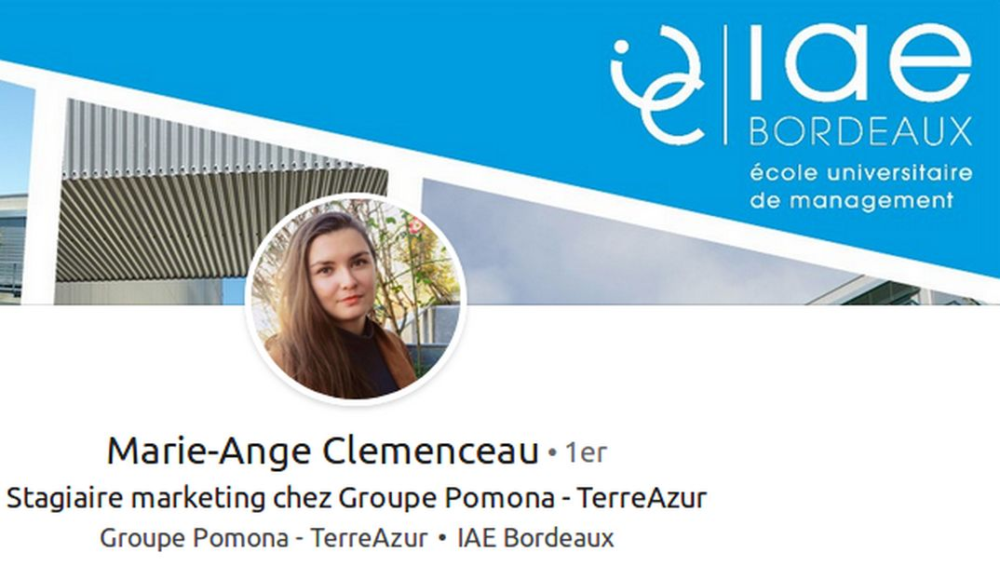 iae
BORDEAUX
école universitaire
de management
Marie-Ange Clemenceau • 1er
Stagiaire marketing chez Groupe Pomona - TerreAzur
Groupe Pomona - TerreAzur • IAE Bordeaux